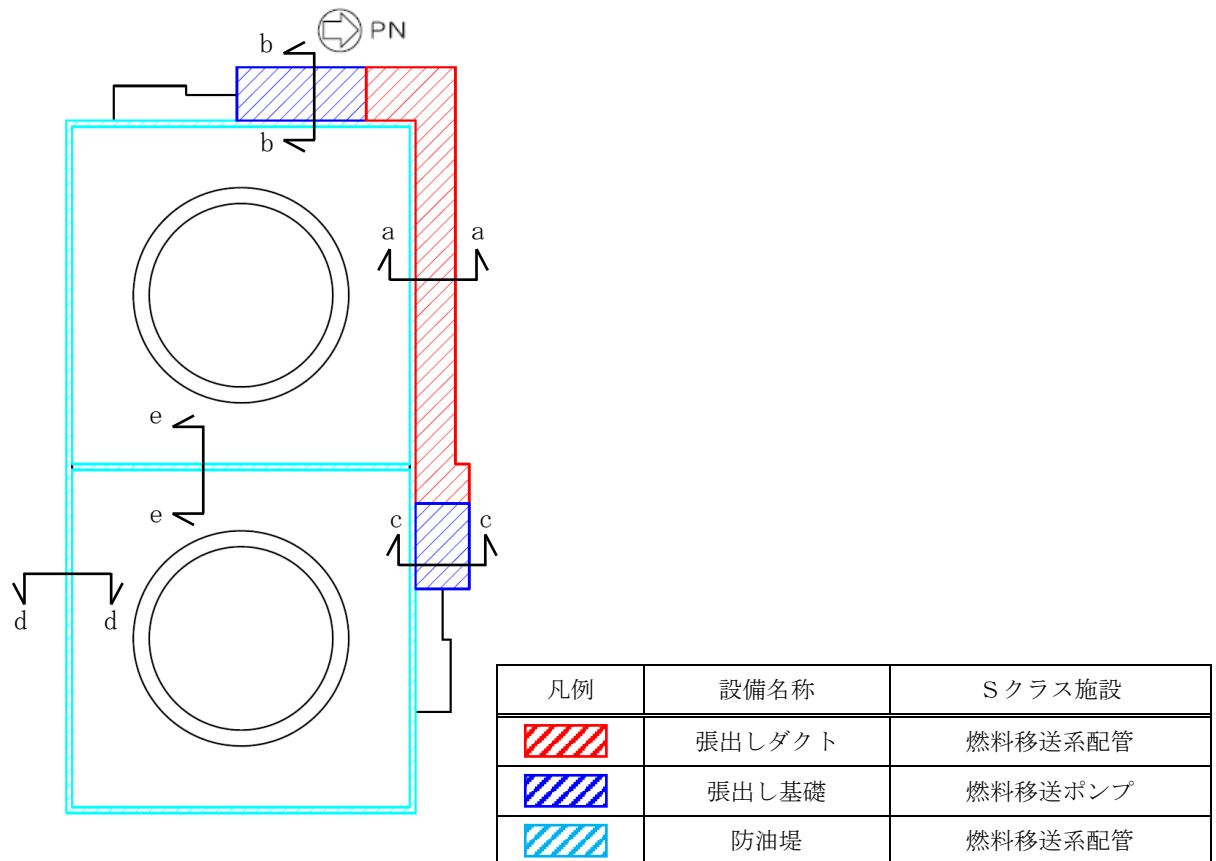 PN
b
b
a a
e
e
c c
d d
凡例 設備名称 Sクラス施設
張出しダクト 燃料移送系配管
張出し基礎 燃料移送ポンプ
防油堤 燃料移送系配管